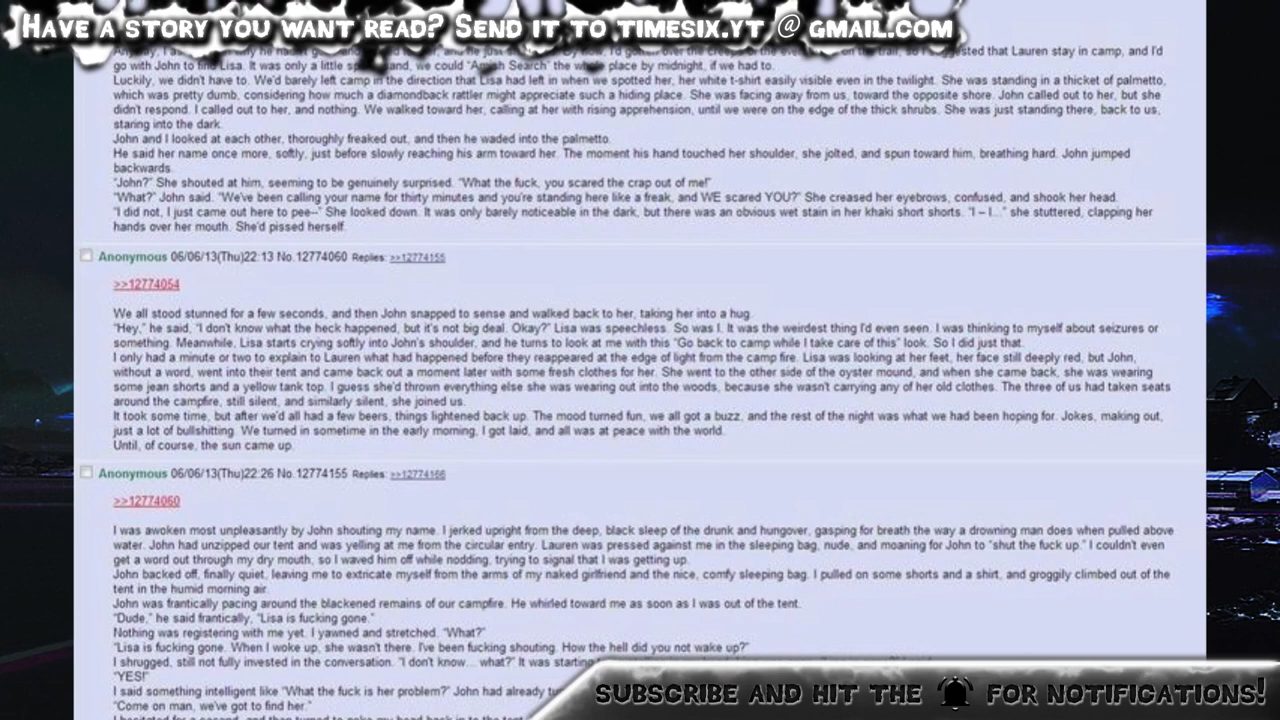 Have a story you want read? Send it to timesix.yt @ gmail.com
that Lauren stay in camp, and I'd
go with John to find Lisa. It was only a little we could "Amish Search" the whole place by midnight, if we had to.
Luckily, we didn't have to. We'd barely left camp in the direction that Lisa had left in when we spotted her, her white t-shirt easily visible even in the twilight. She was standing in a thicket of palmetto,
which was pretty dumb, considering how much a diamondback rattler might appreciate such a hiding place. She was facing away from us, toward the opposite shore. John called out to her, but she
didn't respond. I called out to her, and nothing. We walked toward her, calling at her with rising apprehension, until we were on the edge of the thick shrubs. She was just standing there, back to us,
staring into the dark.
John and I looked at each other, thoroughly freaked out, and then he waded into the palmetto.
He said her name once more, softly, just before slowly reaching his arm toward her. The moment his hand touched her shoulder, she jolted, and spun toward him, breathing hard. John jumped
backwards.
"John?" She shouted at him, seeming to be genuinely surprised. "What the fuck, you scared the crap out of me!"
"What?" John said. "We've been calling your name for thirty minutes and you're standing here like a freak, and WE scared YOU?" She creased her eyebrows, confused, and shook her head.
"I did not, I just came out here to pee--" She looked down. It was only barely noticeable in the dark, but there was an obvious wet stain in her khaki short shorts. "I – I..." she stuttered, clapping her
hands over her mouth. She'd pissed herself.
Anonymous 06/06/13(Thu)22:13 No.12774060 Replies: >>12774155
>>12774054
We all stood stunned for a few seconds, and then John snapped to sense and walked back to her, taking her into a hug.
"Hey," he said, "I don't know what the heck happened, but it's not big deal. Okay?" Lisa was speechless. So was I. It was the weirdest thing I'd even seen. I was thinking to myself about seizures or
something. Meanwhile, Lisa starts crying softly into John's shoulder, and he turns to look at me with this "Go back to camp while I take care of this" look. So I did just that.
I only had a minute or two to explain to Lauren what had happened before they reappeared at the edge of light from the camp fire. Lisa was looking at her feet, her face still deeply red, but John,
without a word, went into their tent and came back out a moment later with some fresh clothes for her. She went to the other side of the oyster mound, and when she came back, she was wearing
some jean shorts and a yellow tank top. I guess she'd thrown everything else she was wearing out into the woods, because she wasn't carrying any of her old clothes. The three of us had taken seats
around the campfire, still silent, and similarly silent, she joined us.
It took some time, but after we'd all had a few beers, things lightened back up. The mood turned fun, we all got a buzz, and the rest of the night was what we had been hoping for. Jokes, making out,
just a lot of bullshitting. We turned in sometime in the early morning, I got laid, and all was at peace with the world.
Until, of course, the sun came up.
Anonymous 06/06/13(Thu)22:26 No.12774155 Replies: >>12774166
>>12774060
I was awoken most unpleasantly by John shouting my name. I jerked upright from the deep, black sleep of the drunk and hungover, gasping for breath the way a drowning man does when pulled above
water. John had unzipped our tent and was yelling at me from the circular entry. Lauren was pressed against me in the sleeping bag, nude, and moaning for John to "shut the fuck up." I couldn't even
get a word out through my dry mouth, so I waved him off while nodding, trying to signal that I was getting up.
John backed off, finally quiet, leaving me to extricate myself from the arms of my naked girlfriend and the nice, comfy sleeping bag. I pulled on some shorts and a shirt, and groggily climbed out of the
tent in the humid morning air.
John was frantically pacing around the blackened remains of our campfire. He whirled toward me as soon as I was out of the tent.
"Dude," he said frantically, "Lisa is fucking gone."
Nothing was registering with me yet. I yawned and stretched. "What?"
"Lisa is fucking gone. When I woke up, she wasn't there. I've been fucking shouting. How the hell did you not wake up?"
I shrugged, still not fully invested in the conversation. "I don't know... what?" It was starting
"YES!"
I said something intelligent like "What the fuck is her problem?" John had already
"Come on man, we've got to find her."
I hesitated for a second, and then turned to poke my head back in to the tent
Subscribe and hit the for notifications!